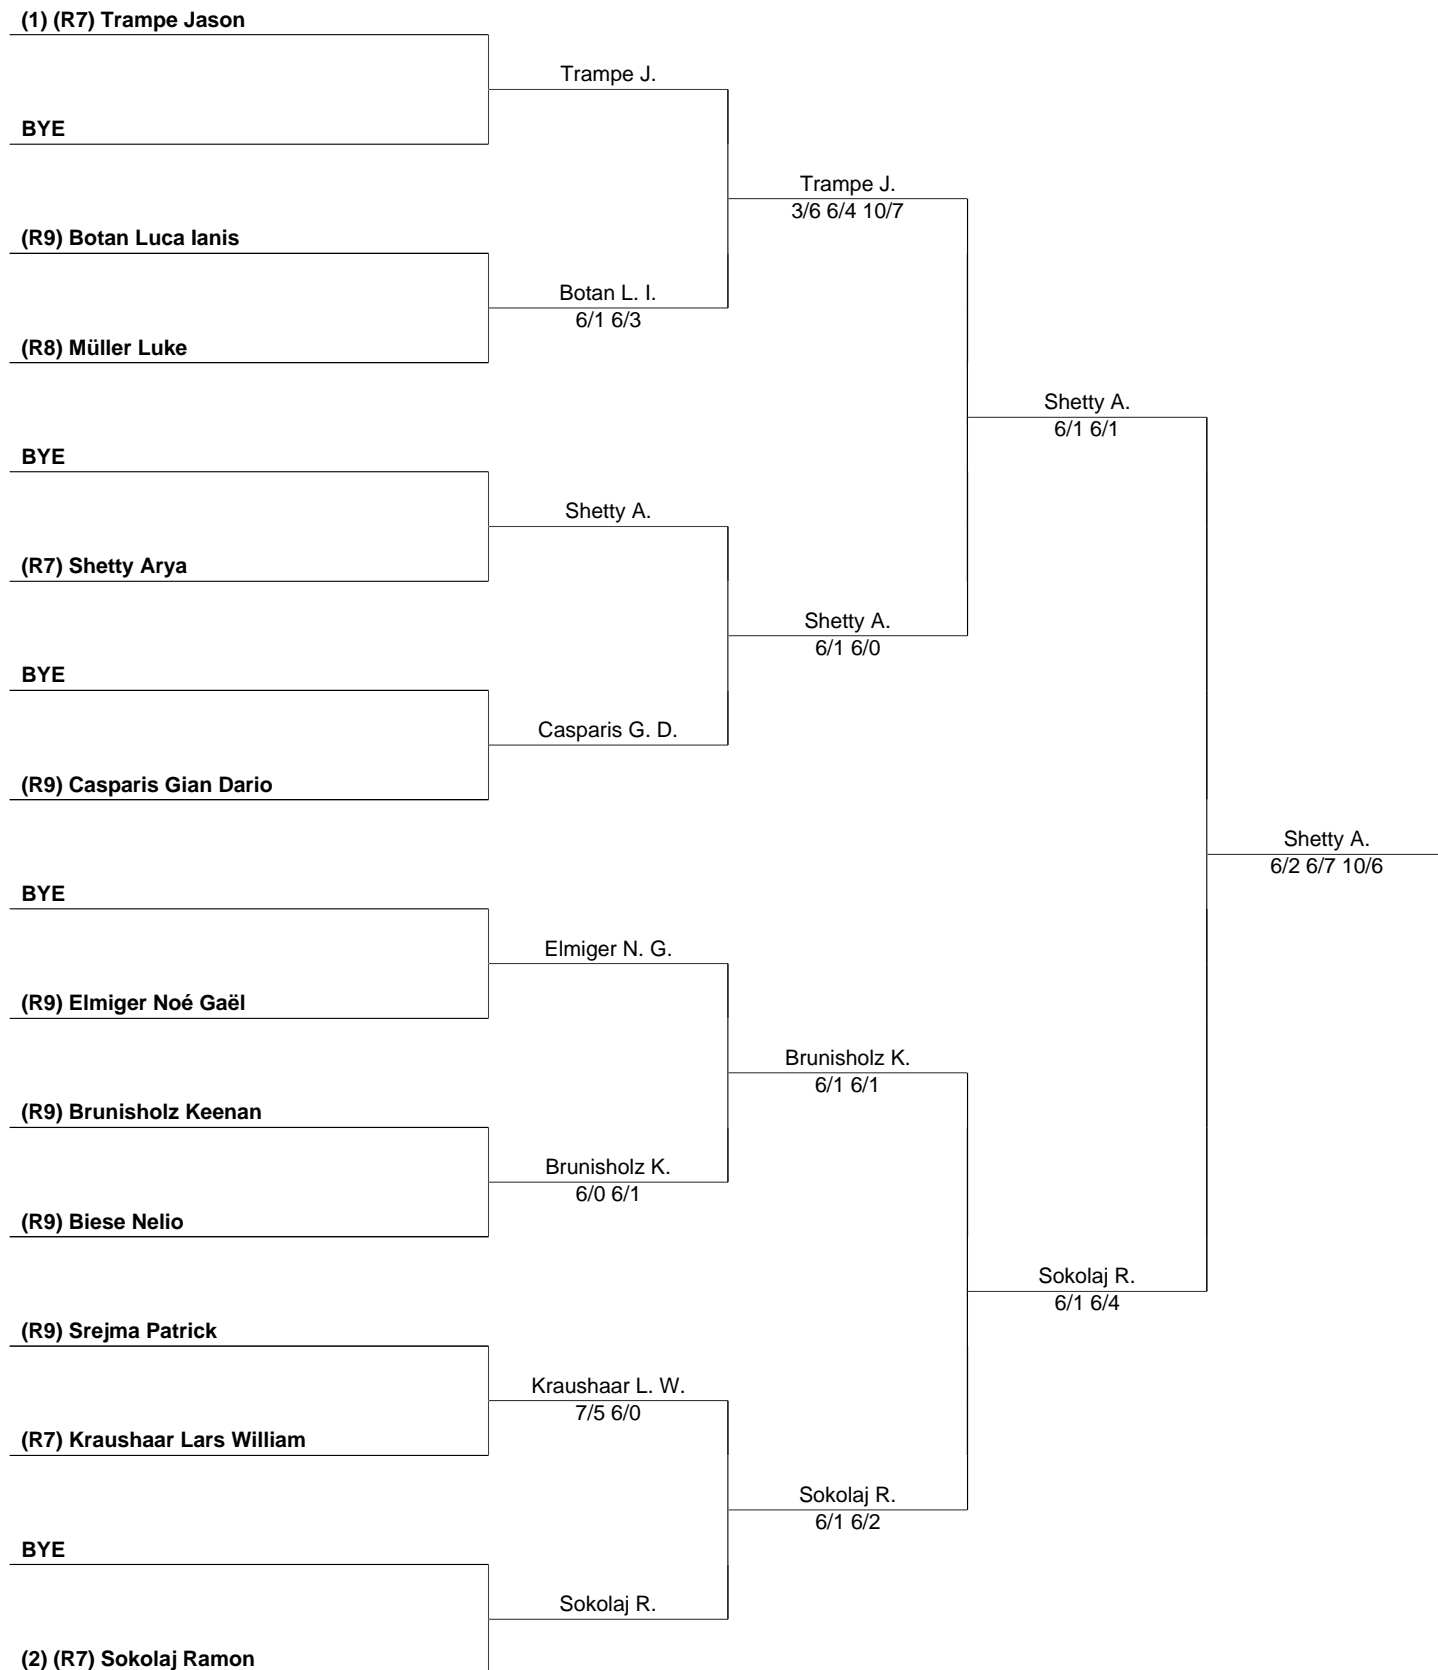 (1) (R7) Trampe Jason
Trampe J.
BYE
Trampe J.
3/6 6/4 10/7
(R9) Botan Luca Ianis
Botan L. I.
6/1 6/3
(R8) Müller Luke
Shetty A.
6/1 6/1
BYE
Shetty A.
(R7) Shetty Arya
Shetty A.
6/1 6/0
BYE
Casparis G. D.
(R9) Casparis Gian Dario
Shetty A.
6/2 6/7 10/6
BYE
Elmiger N. G.
(R9) Elmiger Noé Gaël
Brunisholz K.
6/1 6/1
(R9) Brunisholz Keenan
Brunisholz K.
6/0 6/1
(R9) Biese Nelio
Sokolaj R.
6/1 6/4
(R9) Srejma Patrick
Kraushaar L. W.
7/5 6/0
(R7) Kraushaar Lars William
Sokolaj R.
6/1 6/2
BYE
Sokolaj R.
(2) (R7) Sokolaj Ramon